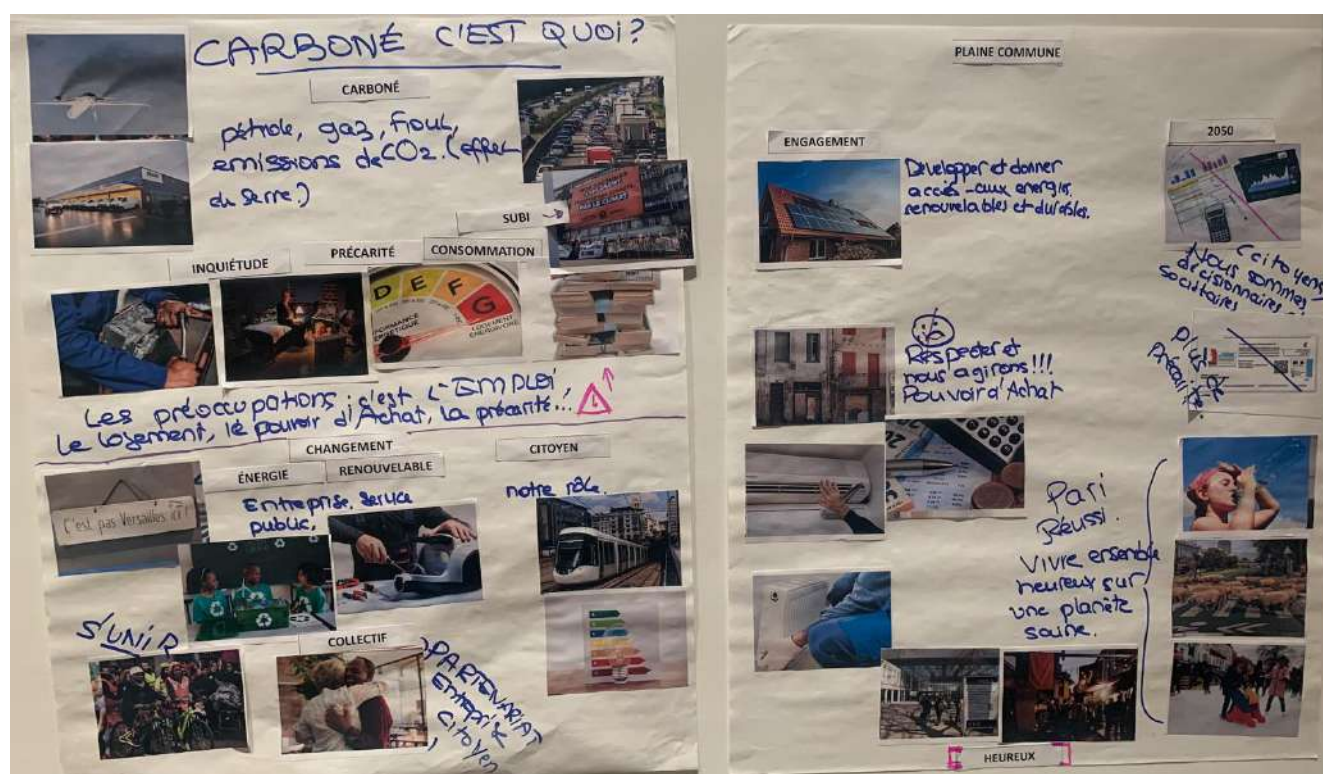 CARBONÉ C'EST QUOI?
CARBONÉ
pétrole, gaz, fioul,
emissions de CO2. (effet
de serre.)
SUBI
INQUIÉTUDE
PRÉCARITÉ
CONSOMMATION
D E F G
LOGEMENT
ÉNERGIVORE
Les préoccupations : c'est l'EMPLOI,
le logement, le pouvoir d'Achat, la précarité...!
CHANGEMENT
ÉNERGIE
RENOUVELABLE
CITOYEN
Entreprise. Service
public.
notre rôle.
C'est pas Versailles ici!
S'UNIR
COLLECTIF
PARTENARIAT
Entreprise
Citoyen
PLAINE COMMUNE
ENGAGEMENT
Développer et donner
accès - aux energies
renouvelables et durables.
2050
Nous sommes (citoyens,
décisionnaires,
sociétaires.
Respecter et
nous agirons!!!
Pouvoir d'Achat
Précarité
Pari
Réussi.
Vivre ensemble
heureux sur
une planète
saine.
HEUREUX